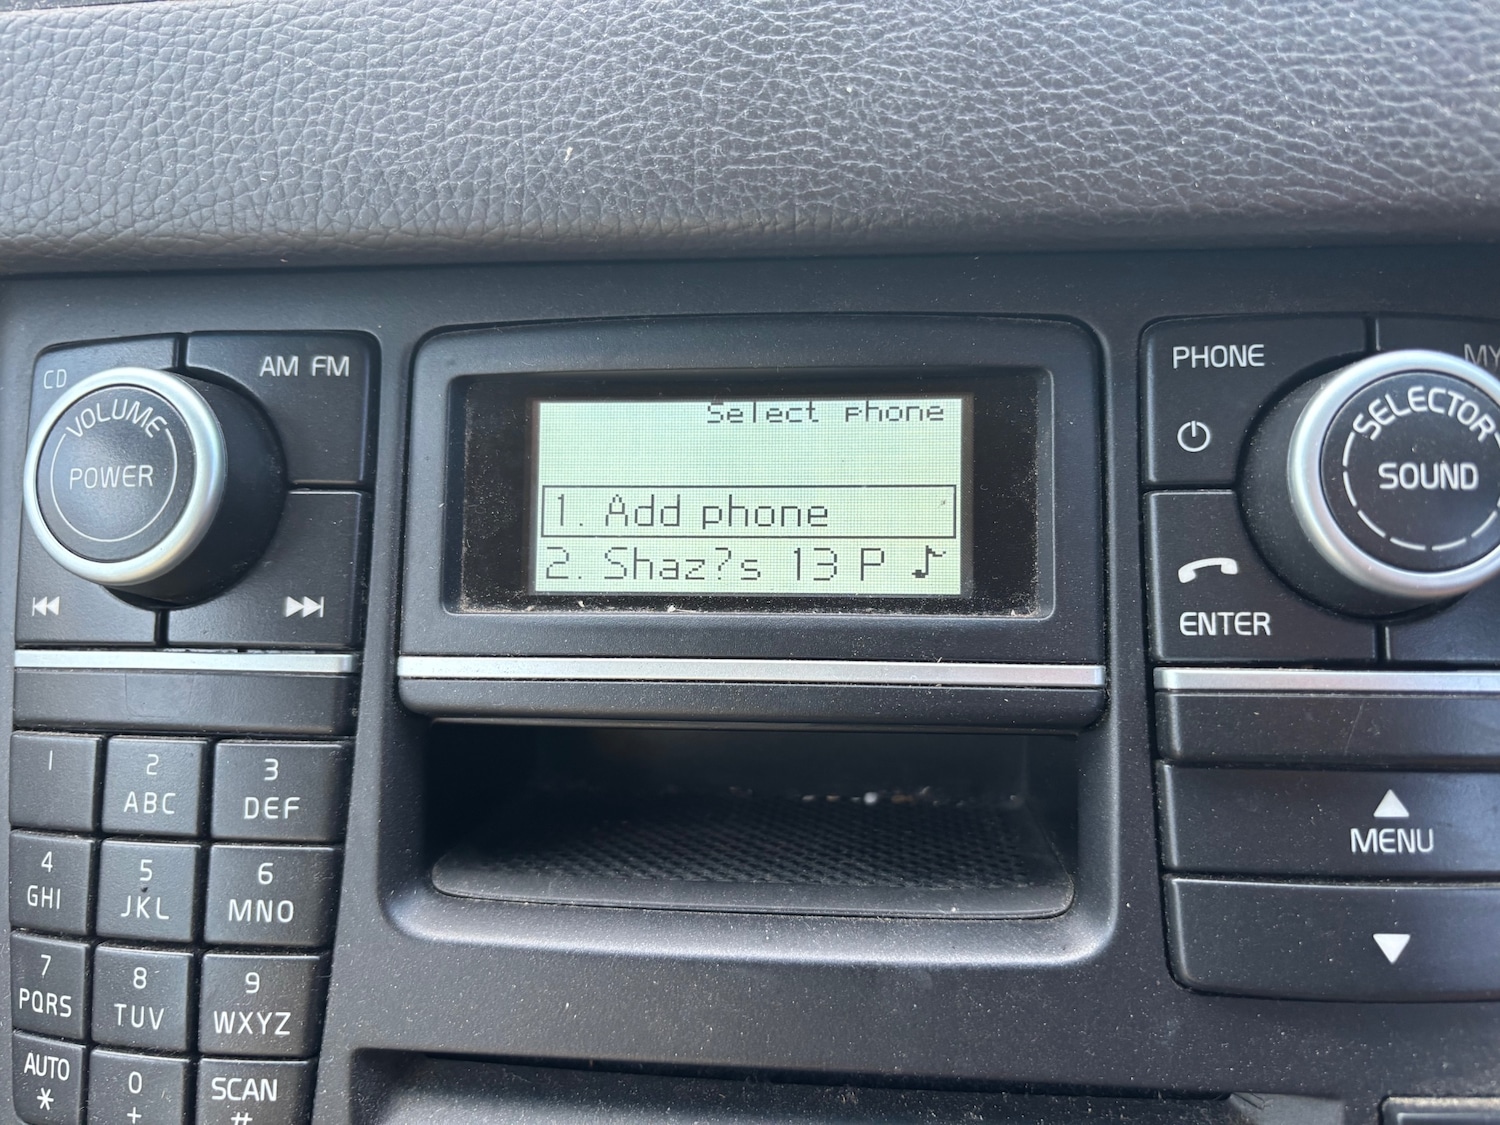 CD
AM FM
VOLUME
POWER
Select phone
1. Add phone
2. Shaz?s 13 P
PHONE
MY
SELECTOR
SOUND
ENTER
MENU
1
2
ABC
3
DEF
4
GHI
5
JKL
6
MNO
7
PQRS
8
TUV
9
WXYZ
AUTO
*
0
+
SCAN
#